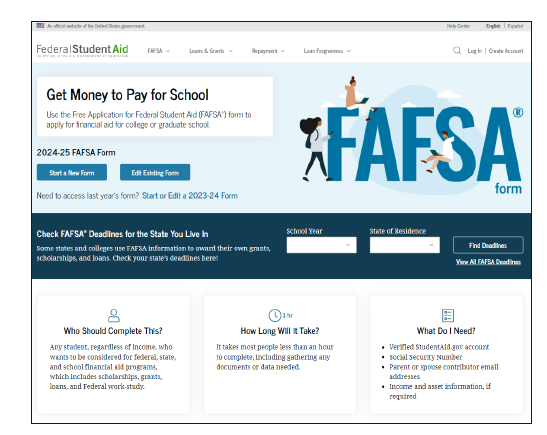 An official website of the United States government.
Help Center English | Español
Federal Student Aid
FAFSA Loans & Grants Repayment Loan Forgiveness
Log In | Create Account
Get Money to Pay for School
Use the Free Application for Federal Student Aid (FAFSA®) form to
apply for financial aid for college or graduate school.
FAFSA®
form
2024-25 FAFSA Form
Start a New Form Edit Existing Form
Need to access last year's form? Start or Edit a 2023-24 Form
Check FAFSA® Deadlines for the State You Live In
Some states and colleges use FAFSA information to award their own grants,
scholarships, and loans. Check your state's deadlines here!
School Year
State of Residence
Find Deadlines
View All FAFSA Deadlines
Who Should Complete This?
Any student, regardless of income, who
wants to be considered for federal, state,
and school financial aid programs,
which includes scholarships, grants,
loans, and Federal work-study.
1 hr
How Long Will it Take?
It takes most people less than an hour
to complete, including gathering any
documents or data needed.
What Do I Need?
• Verified StudentAid.gov account
• Social Security Number
• Parent or spouse contributor email
addresses
• Income and asset information, if
required